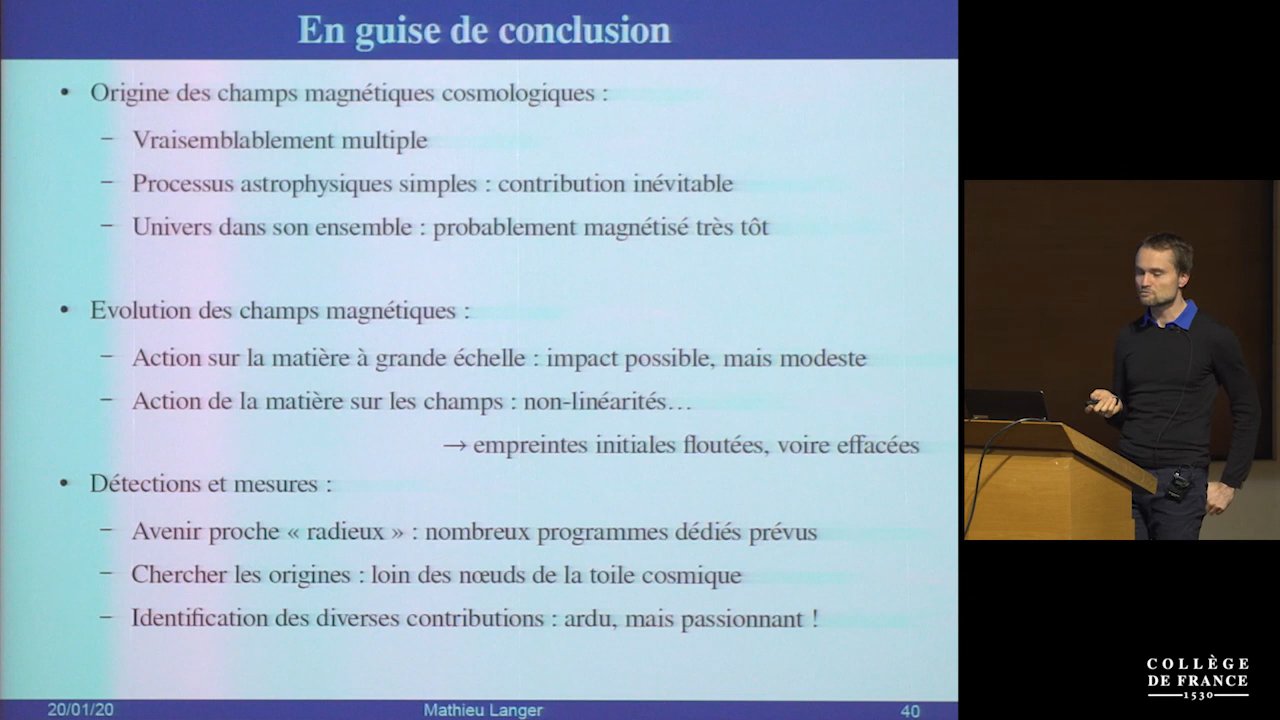 En guise de conclusion
• Origine des champs magnétiques cosmologiques :
– Vraisemblablement multiple
– Processus astrophysiques simples : contribution inévitable
– Univers dans son ensemble : probablement magnétisé très tôt
• Evolution des champs magnétiques :
– Action sur la matière à grande échelle : impact possible, mais modeste
– Action de la matière sur les champs : non-linéarités…
→ empreintes initiales floutées, voire effacées
• Détections et mesures :
– Avenir proche « radieux » : nombreux programmes dédiés prévus
– Chercher les origines : loin des nœuds de la toile cosmique
– Identification des diverses contributions : ardu, mais passionnant !
20/01/20 Mathieu Langer 40
COLLÈGE
DE FRANCE
1530